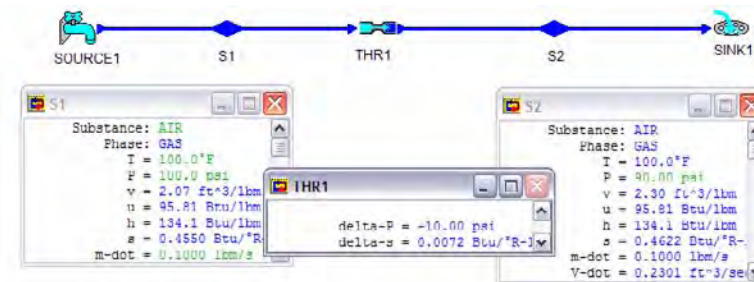 SOURCE1
S1
THR1
S2
SINK1
S1
Substance: AIR
Phase: GAS
T = 100.0°F
P = 100.0 psi
v = 2.07 ft^3/lbm
u = 95.81 Btu/lbm
h = 134.1 Btu/lbm
s = 0.4550 Btu/°R-
m-dot = 0.1000 lbm/s
THR1
delta-P = -10.00 psi
delta-s = 0.0072 Btu/°R-
S2
Substance: AIR
Phase: GAS
T = 100.0°F
P = 90.00 psi
v = 2.30 ft^3/lbm
u = 95.81 Btu/lbm
h = 134.1 Btu/lbm
s = 0.4622 Btu/°R-
m-dot = 0.1000 lbm/s
V-dot = 0.2301 ft^3/se